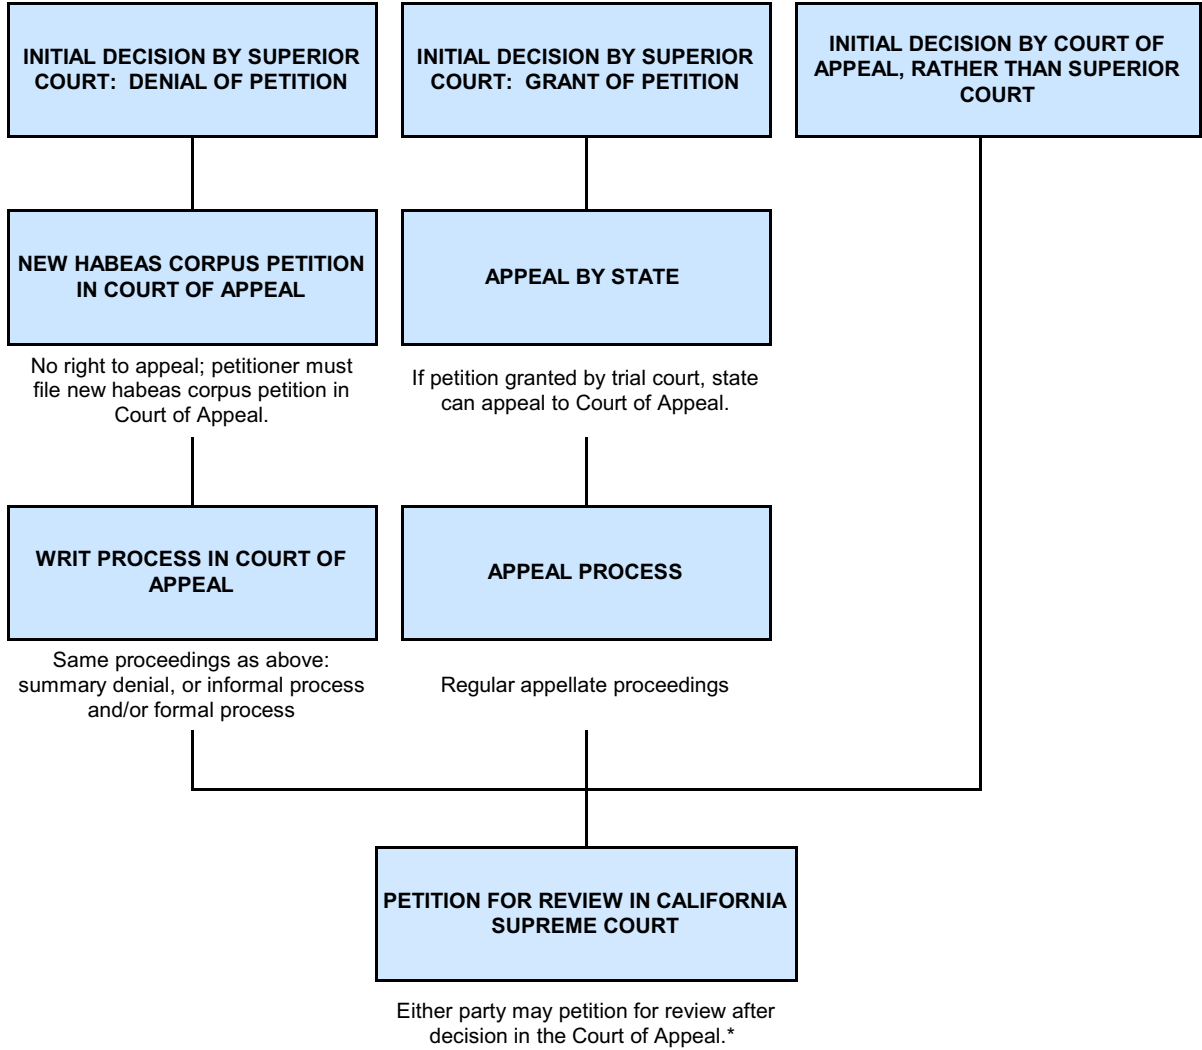 INITIAL DECISION BY SUPERIOR
COURT:  DENIAL OF PETITION
INITIAL DECISION BY SUPERIOR
COURT:  GRANT OF PETITION
INITIAL DECISION BY COURT OF
APPEAL, RATHER THAN SUPERIOR
COURT
NEW HABEAS CORPUS PETITION
IN COURT OF APPEAL
APPEAL BY STATE
No right to appeal; petitioner must
file new habeas corpus petition in
Court of Appeal.
If petition granted by trial court, state
can appeal to Court of Appeal.
WRIT PROCESS IN COURT OF
APPEAL
APPEAL PROCESS
Same proceedings as above:
summary denial, or informal process
and/or formal process
Regular appellate proceedings
PETITION FOR REVIEW IN CALIFORNIA
SUPREME COURT
Either party may petition for review after
decision in the Court of Appeal.*